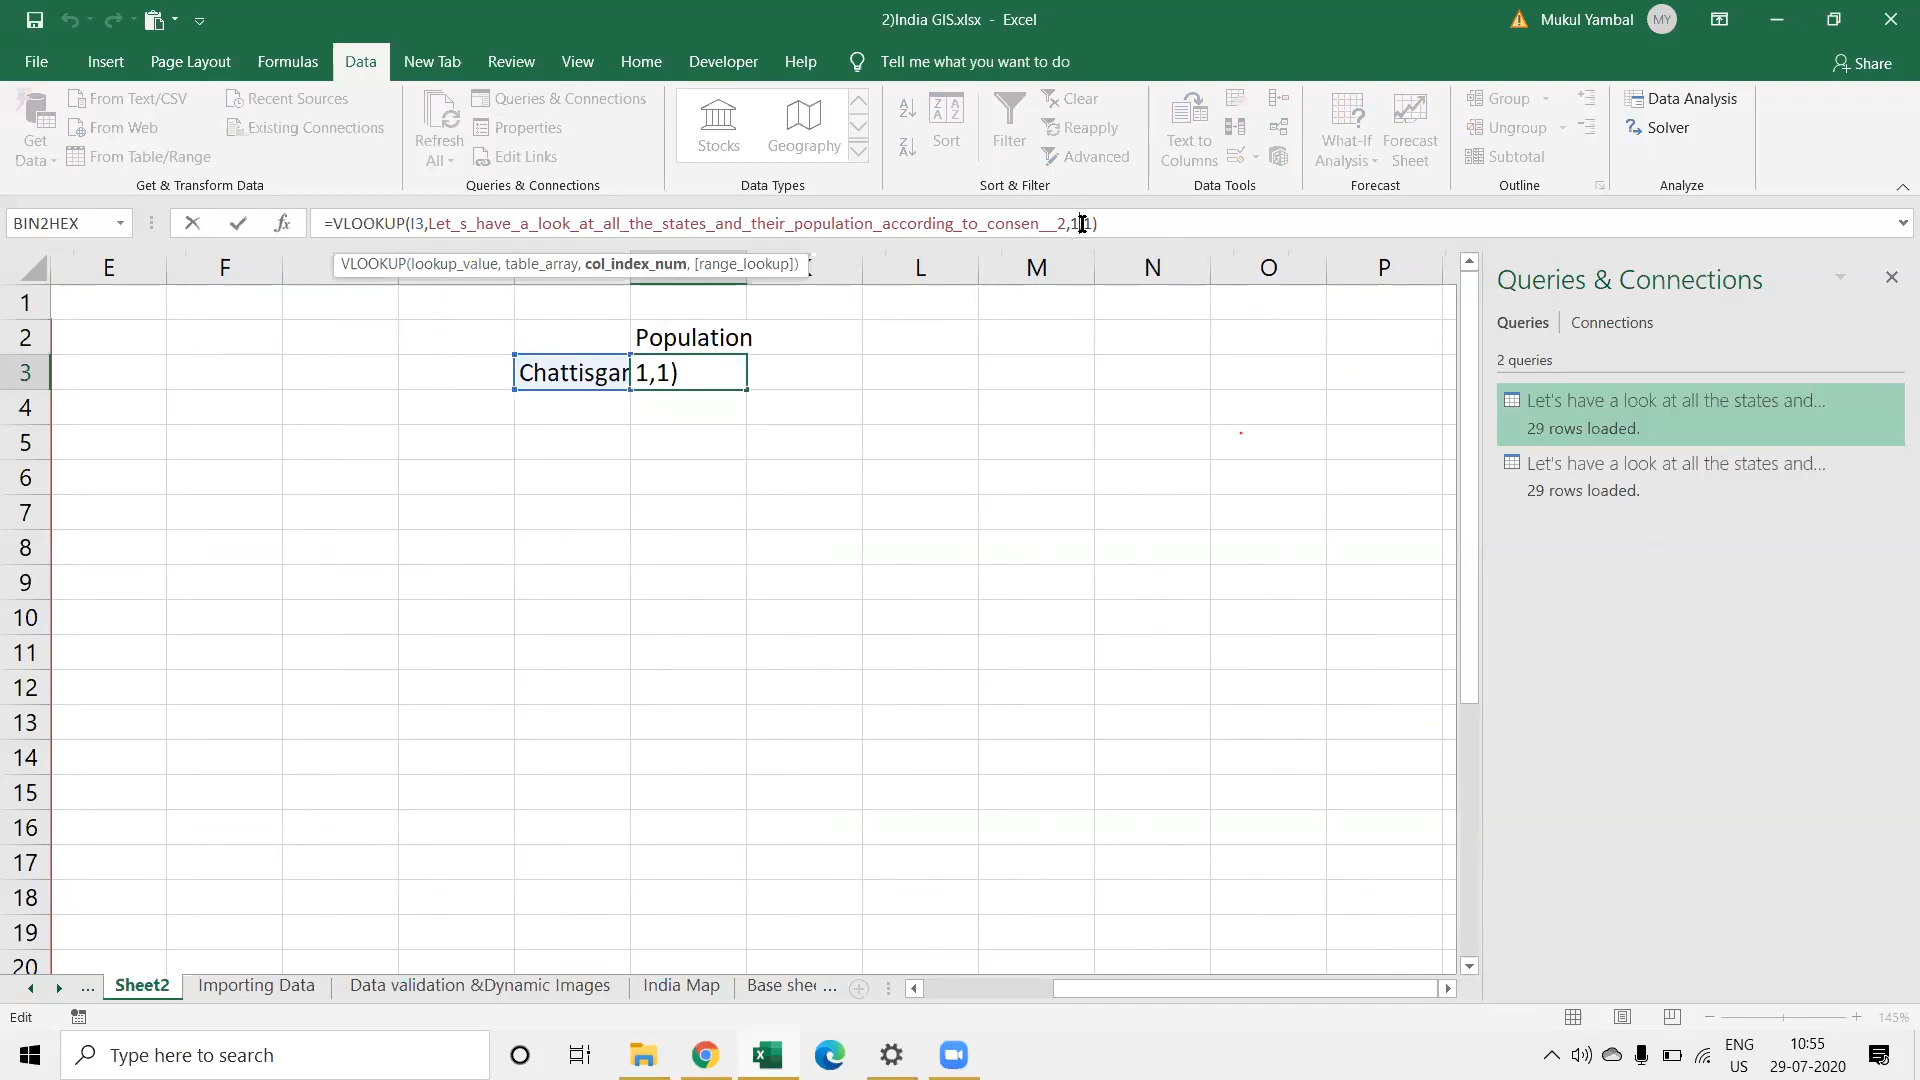 2)India GIS.xlsx - Excel
Mukul Yambal
MY
File
Insert
Page Layout
Formulas
Data
New Tab
Review
View
Home
Developer
Help
Tell me what you want to do
Share
Get
Data
From Text/CSV
From Web
From Table/Range
Recent Sources
Existing Connections
Get & Transform Data
Refresh
All
Queries & Connections
Properties
Edit Links
Queries & Connections
Stocks
Geography
Data Types
Sort
Filter
Clear
Reapply
Advanced
Sort & Filter
Text to
Columns
Data Tools
What-If
Analysis
Forecast
Sheet
Forecast
Group
Ungroup
Subtotal
Outline
Data Analysis
Solver
Analyze
BIN2HEX
fx
=VLOOKUP(I3,Let_s_have_a_look_at_all_the_states_and_their_population_according_to_consen__2,1,1)
VLOOKUP(lookup_value, table_array, col_index_num, [range_lookup])
E F L M N O P
1
2 Population
3 Chattisgar 1,1)
4
5
6
7
8
9
10
11
12
13
14
15
16
17
18
19
20
Queries & Connections
Queries
Connections
2 queries
Let's have a look at all the states and...
29 rows loaded.
Let's have a look at all the states and...
29 rows loaded.
...
Sheet2
Importing Data
Data validation &Dynamic Images
India Map
Base shee ...
Edit
145%
Type here to search
ENG
US
10:55
29-07-2020